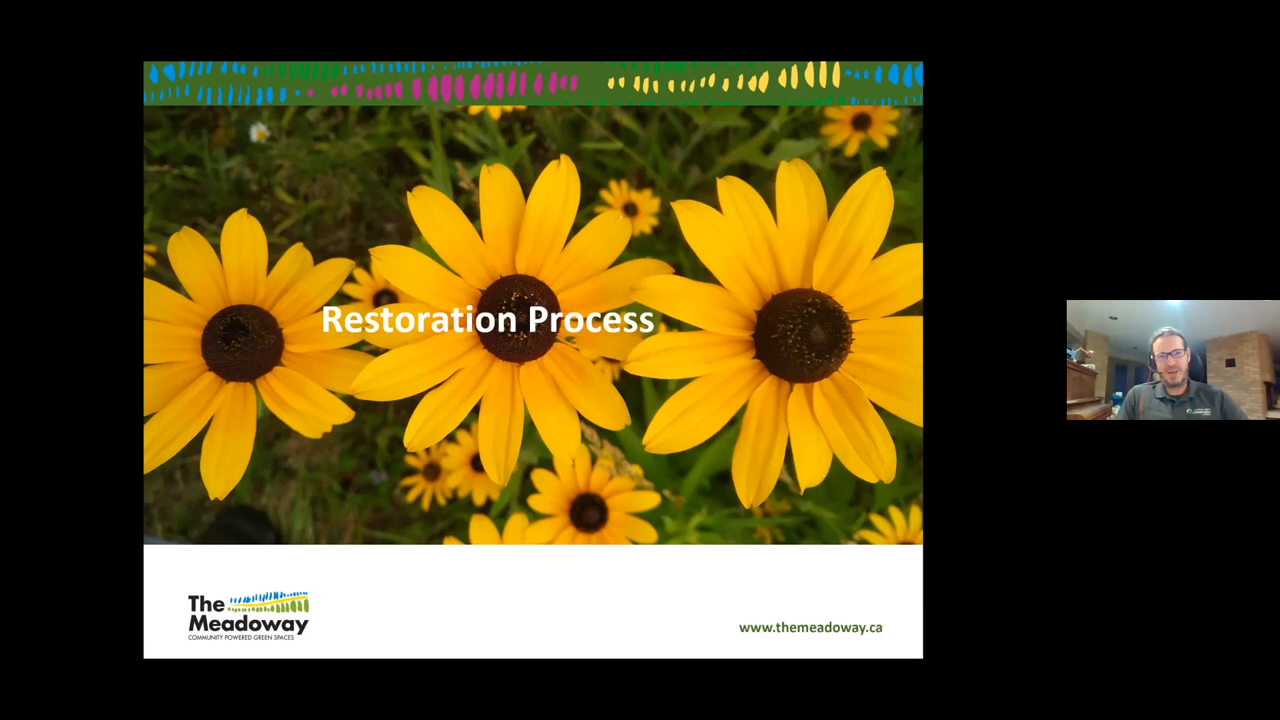 Restoration Process
The
Meadoway
COMMUNITY POWERED GREEN SPACES
www.themeadoway.ca